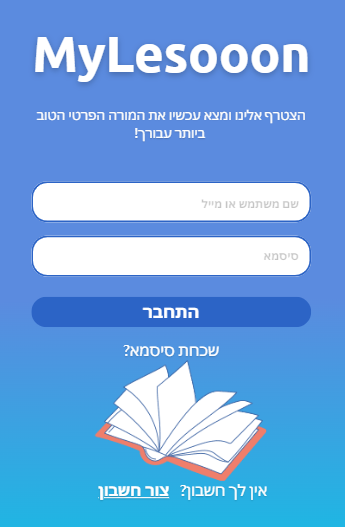 MyLesooon
הצטרף אלינו ומצא עכשיו את המורה הפרטי הטוב
ביותר עבורך!
שם משתמש או מייל
סיסמא
התחבר
שכחת סיסמא?
אין לך חשבון? צור חשבון